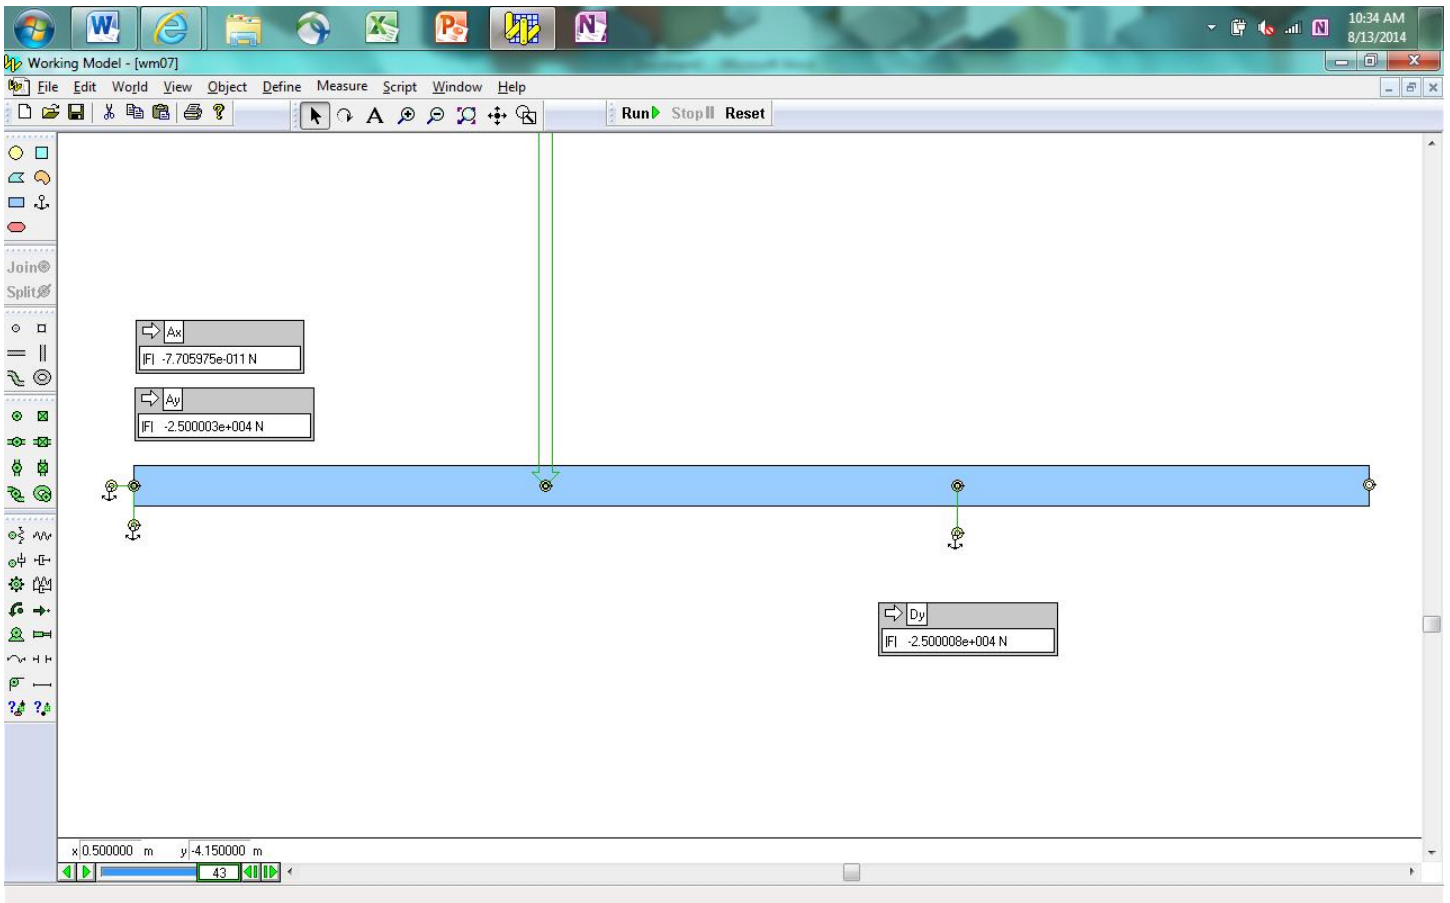 10:34 AM
8/13/2014
Working Model - [wm07]
File Edit World View Object Define Measure Script Window Help
A Run Stop Reset
Join
Split
Ax
|F| -7.705975e-011 N
Ay
|F| -2.500003e+004 N
Dy
|F| -2.500008e+004 N
x 0.500000 m y -4.150000 m
43